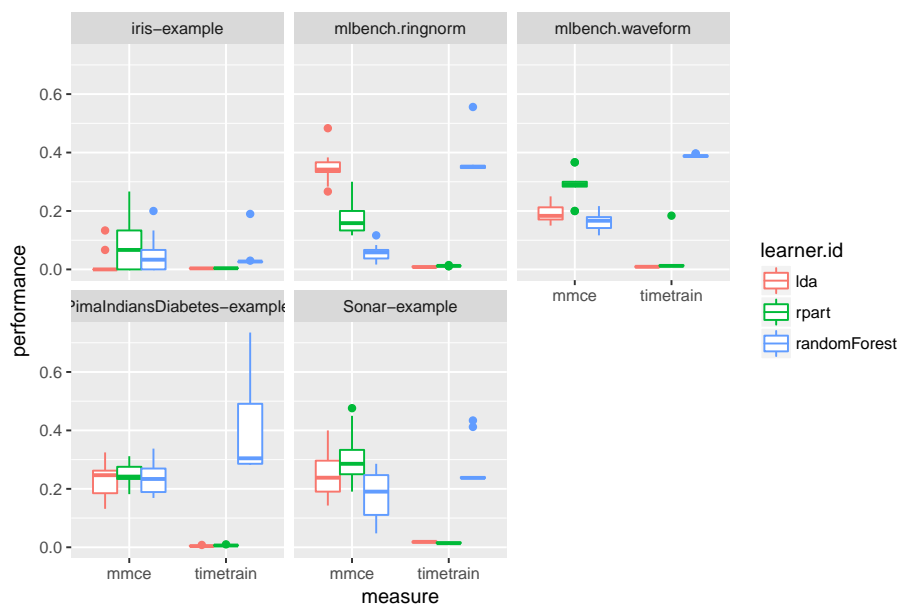 iris−example
mlbench.ringnorm
mlbench.waveform
0.6
0.4
0.2
0.0
mmce
timetrain
PimaIndiansDiabetes−example
Sonar−example
0.6
0.4
0.2
0.0
mmce
timetrain
mmce
timetrain
performance
measure
learner.id
lda
rpart
randomForest